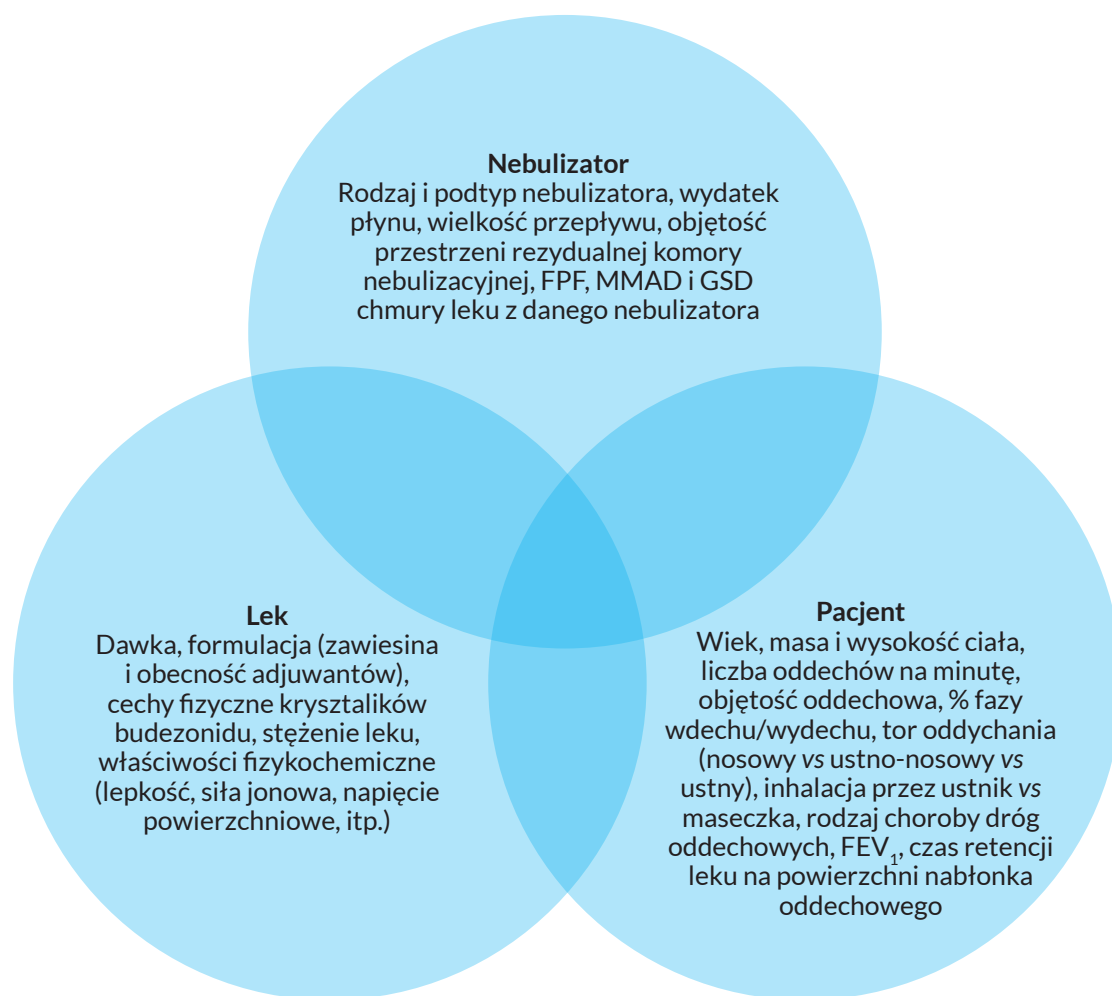 Nebulizator
Rodzaj i podtyp nebulizatora, wydatek
płynu, wielkość przepływu, objętość
przestrzeni rezydualnej komory
nebulizacyjnej, FPF, MMAD i GSD
chmury leku z danego nebulizatora
Lek
Dawka, formulacja (zawiesina
i obecność adjuwantów),
cechy fizyczne kryształików
budezonidu, stężenie leku,
właściwości fizykochemiczne
(lepkość, siła jonowa, napięcie
powierzchniowe, itp.)
Pacjent
Wiek, masa i wysokość ciała,
liczba oddechów na minutę,
objętość oddechowa, % fazy
wdechu/wydechu, tor oddychania
(nosowy vs ustno-nosowy vs
ustny), inhalacja przez ustnik vs
maseczka, rodzaj choroby dróg
oddechowych, FEV₁, czas retencji
leku na powierzchni nabłonka
oddechowego